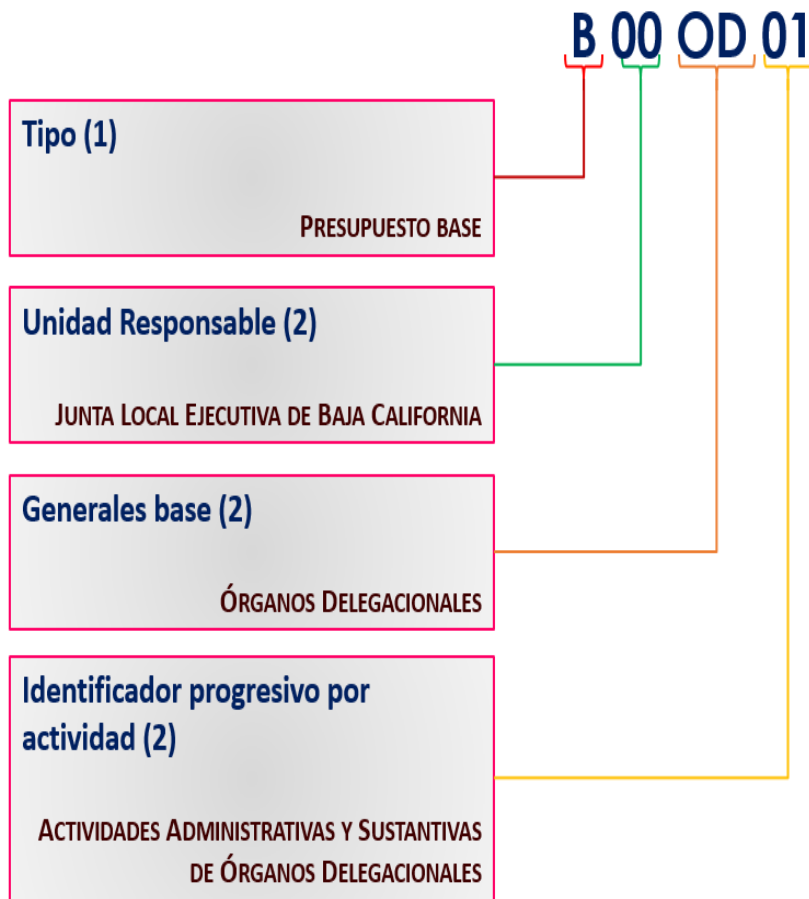 B 00 OD 01
Tipo (1)
PRESUPUESTO BASE
Unidad Responsable (2)
JUNTA LOCAL EJECUTIVA DE BAJA CALIFORNIA
Generales base (2)
ÓRGANOS DELEGACIONALES
Identificador progresivo por
actividad (2)
ACTIVIDADES ADMINISTRATIVAS Y SUSTANTIVAS
DE ÓRGANOS DELEGACIONALES